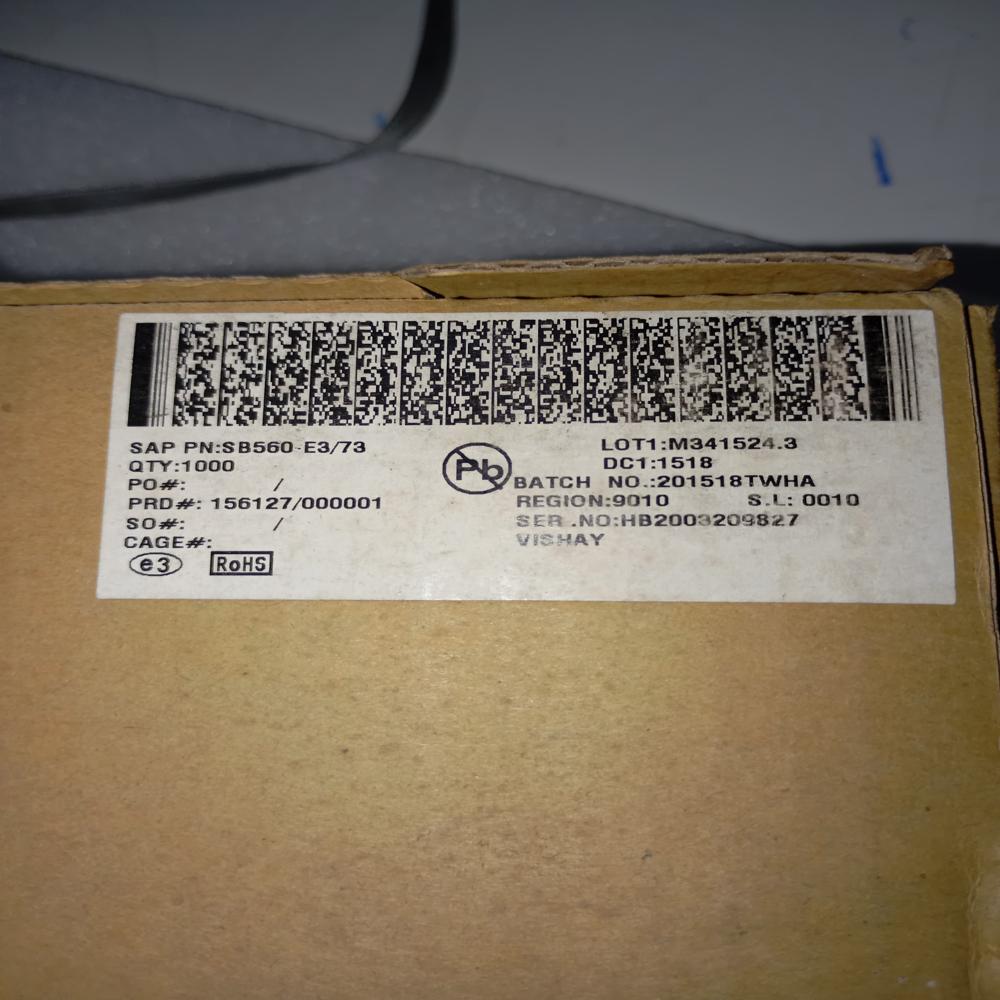 SAP PN:SB560-E3/73
QTY:1000
PO#: /
PRD#: 156127/000001
SO#: /
CAGE#:
e3 RoHS
Pb
LOT1:M341524.3
DC1:1518
BATCH NO.:201518TWHA
REGION:9010 S.L: 0010
SER.NO:HB2003209827
VISHAY